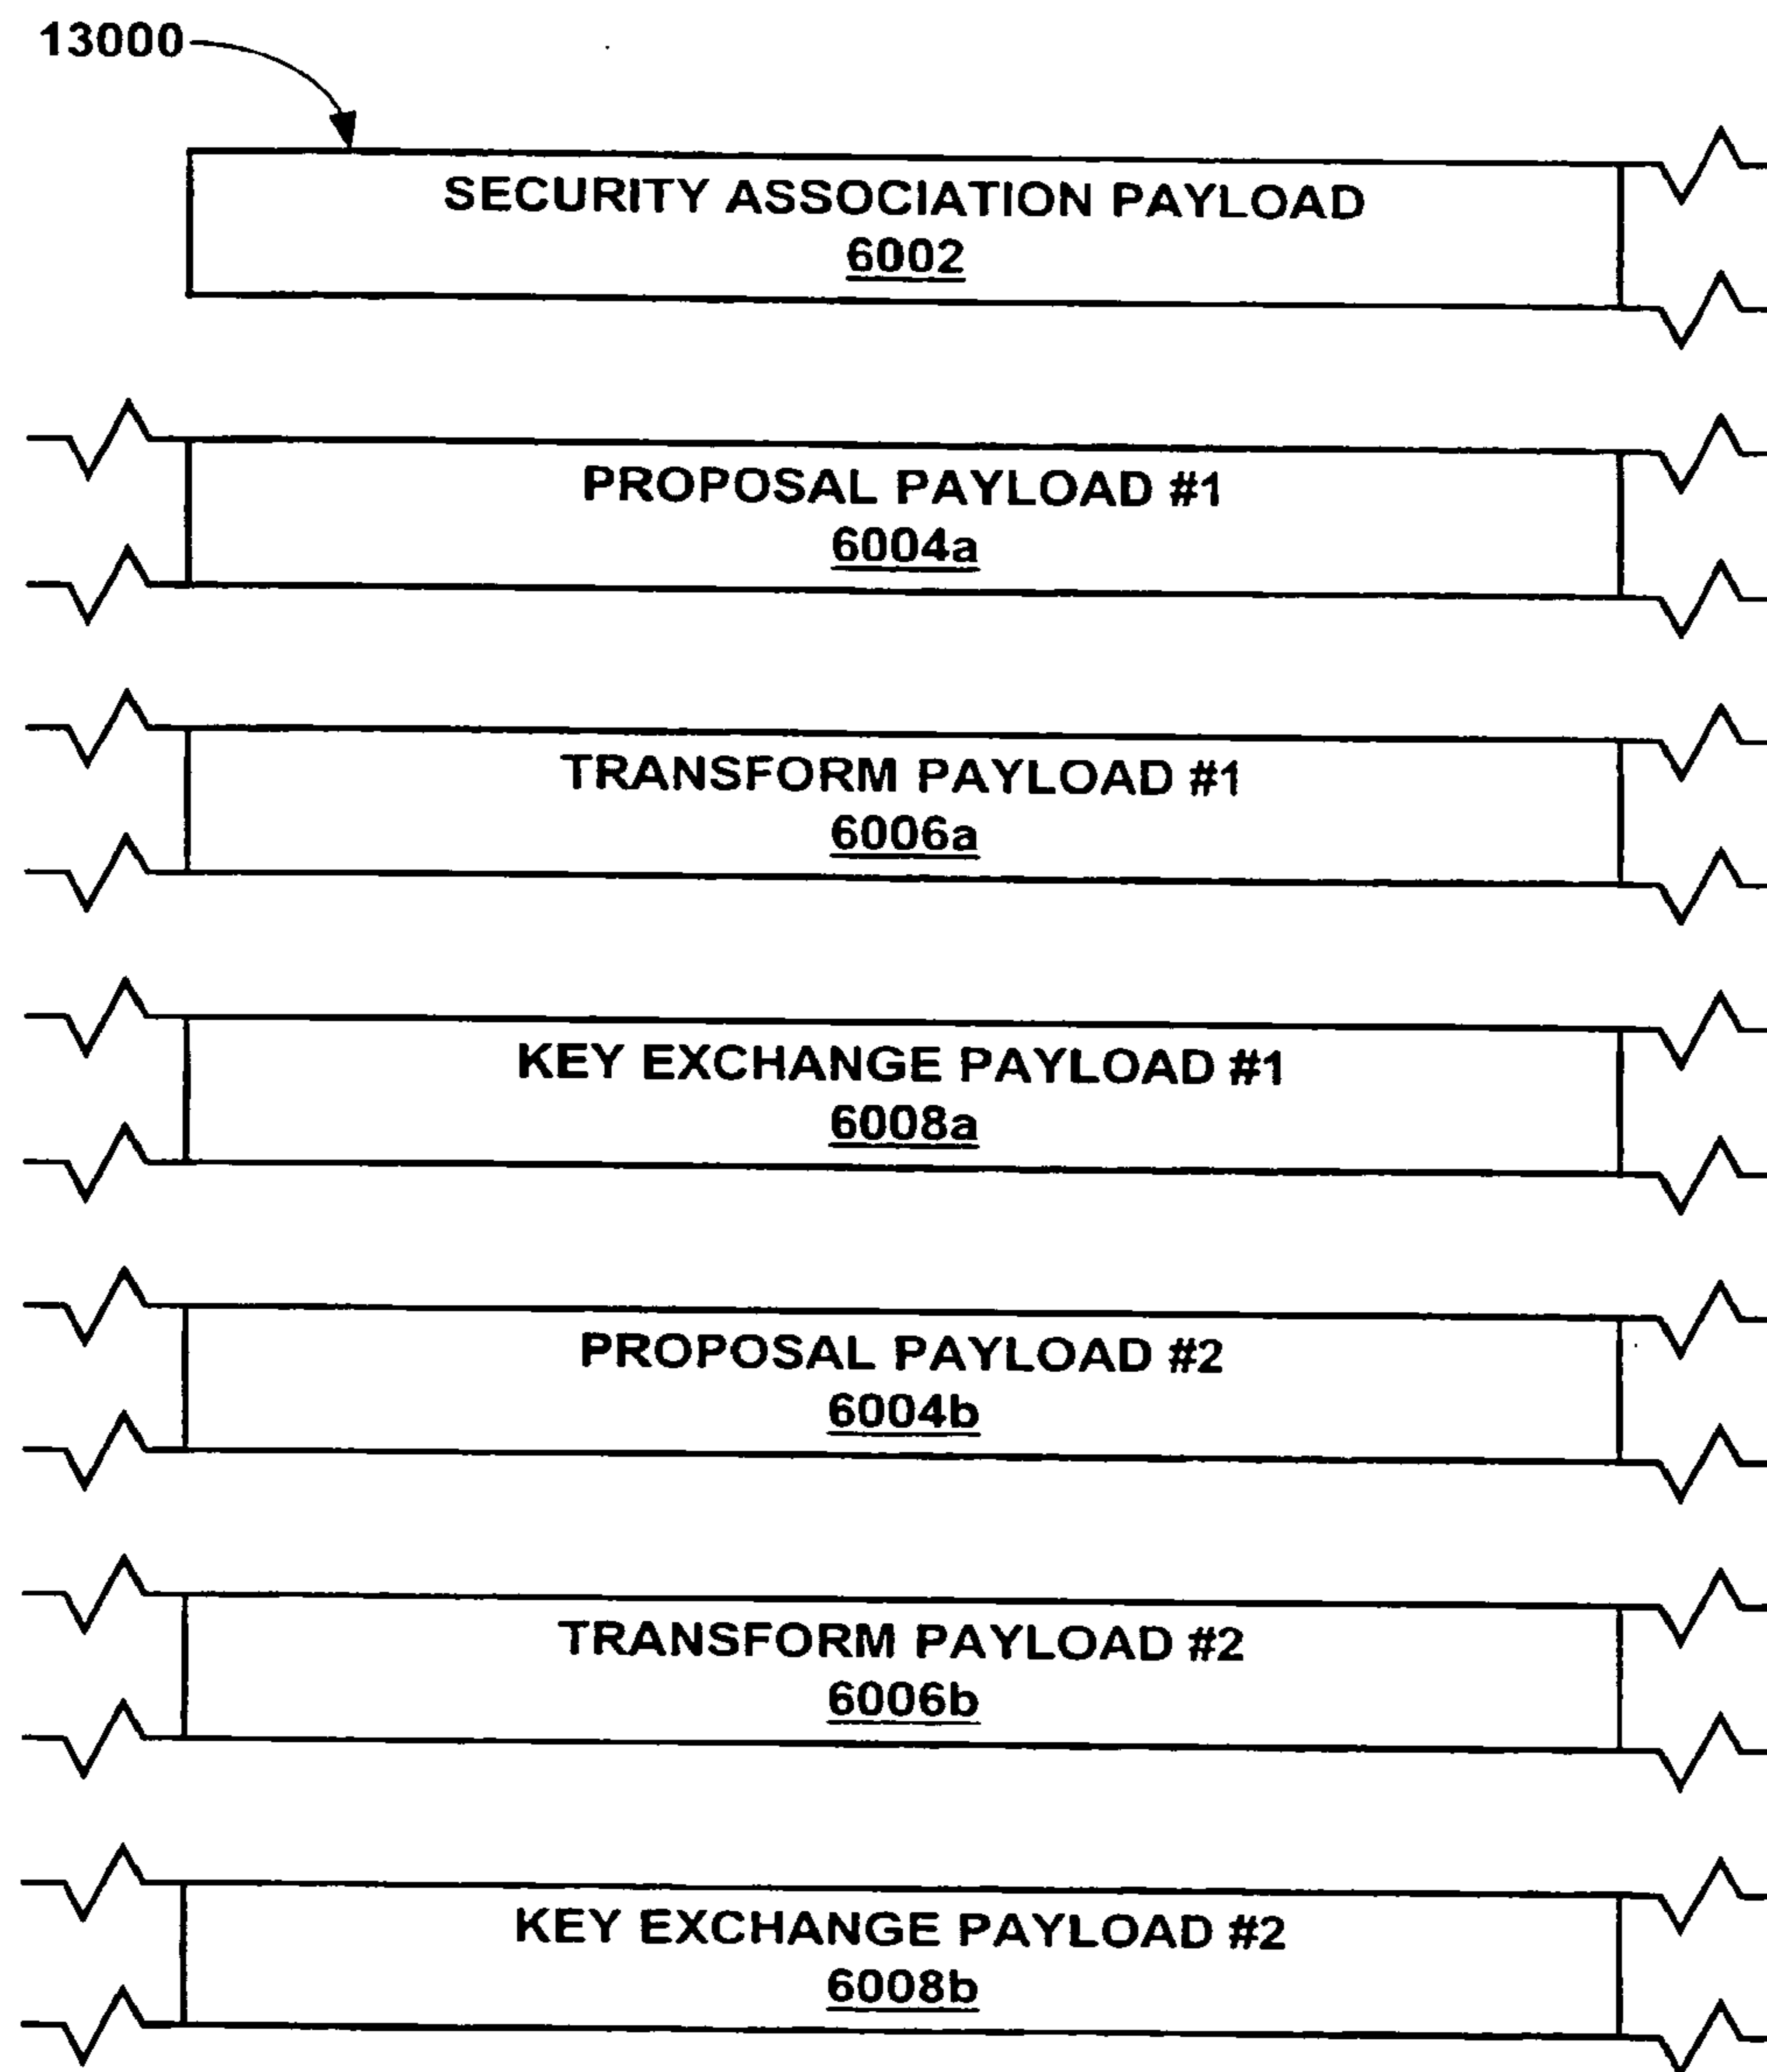 13000
SECURITY ASSOCIATION PAYLOAD
6002
PROPOSAL PAYLOAD #1
6004a
TRANSFORM PAYLOAD #1
6006a
KEY EXCHANGE PAYLOAD #1
6008a
PROPOSAL PAYLOAD #2
6004b
TRANSFORM PAYLOAD #2
6006b
KEY EXCHANGE PAYLOAD #2
6008b